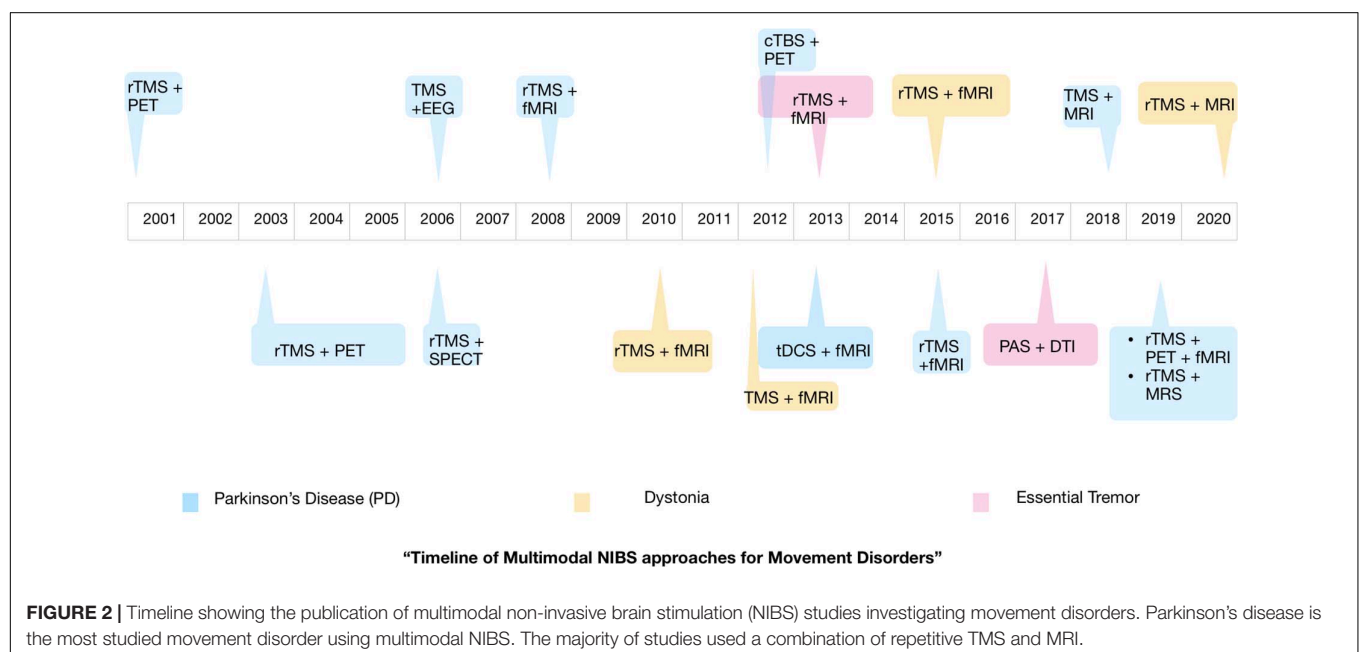 cTBS +
PET
rTMS +
PET
TMS
+EEG
rTMS +
fMRI
rTMS +
fMRI
rTMS + fMRI
TMS +
MRI
rTMS + MRI
2001 2002 2003 2004 2005 2006 2007 2008 2009 2010 2011 2012 2013 2014 2015 2016 2017 2018 2019 2020
rTMS + PET
rTMS +
SPECT
rTMS + fMRI
tDCS + fMRI
TMS + fMRI
rTMS
+fMRI
PAS + DTI
• rTMS +
PET + fMRI
• rTMS +
MRS
Parkinson's Disease (PD) Dystonia Essential Tremor
“Timeline of Multimodal NIBS approaches for Movement Disorders”
FIGURE 2 | Timeline showing the publication of multimodal non-invasive brain stimulation (NIBS) studies investigating movement disorders. Parkinson's disease is
the most studied movement disorder using multimodal NIBS. The majority of studies used a combination of repetitive TMS and MRI.